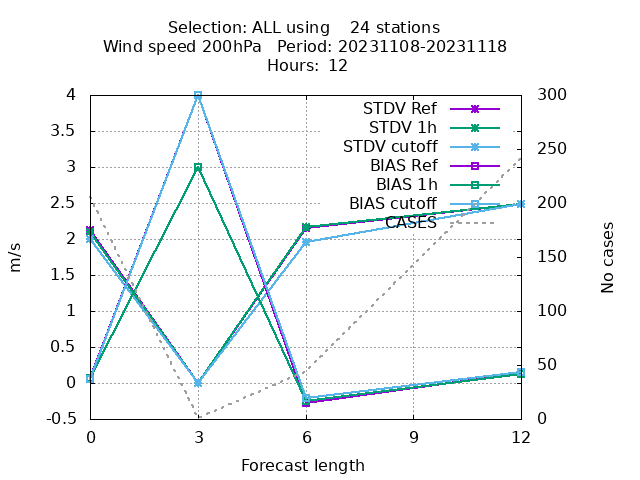 Selection: ALL using    24 stations
Wind speed 200hPa   Period: 20231108-20231118
Hours:  12
4
3.5
3
2.5
2
1.5
1
0.5
0
-0.5
m/s
300
250
200
150
100
50
0
No cases
STDV Ref
STDV 1h
STDV cutoff
BIAS Ref
BIAS 1h
BIAS cutoff
CASES
0
3
6
9
12
Forecast length